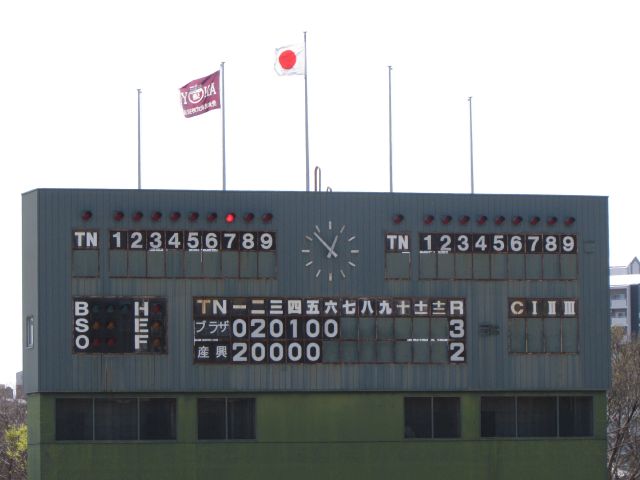 TN 1 2 3 4 5 6 7 8 9
TN 1 2 3 4 5 6 7 8 9
B H
S E
O F
TN 一 二 三 四 五 六 七 八 九 十 士 士 R
プラザ 0 2 0 1 0 0 3
産興 2 0 0 0 0 2
C I II III